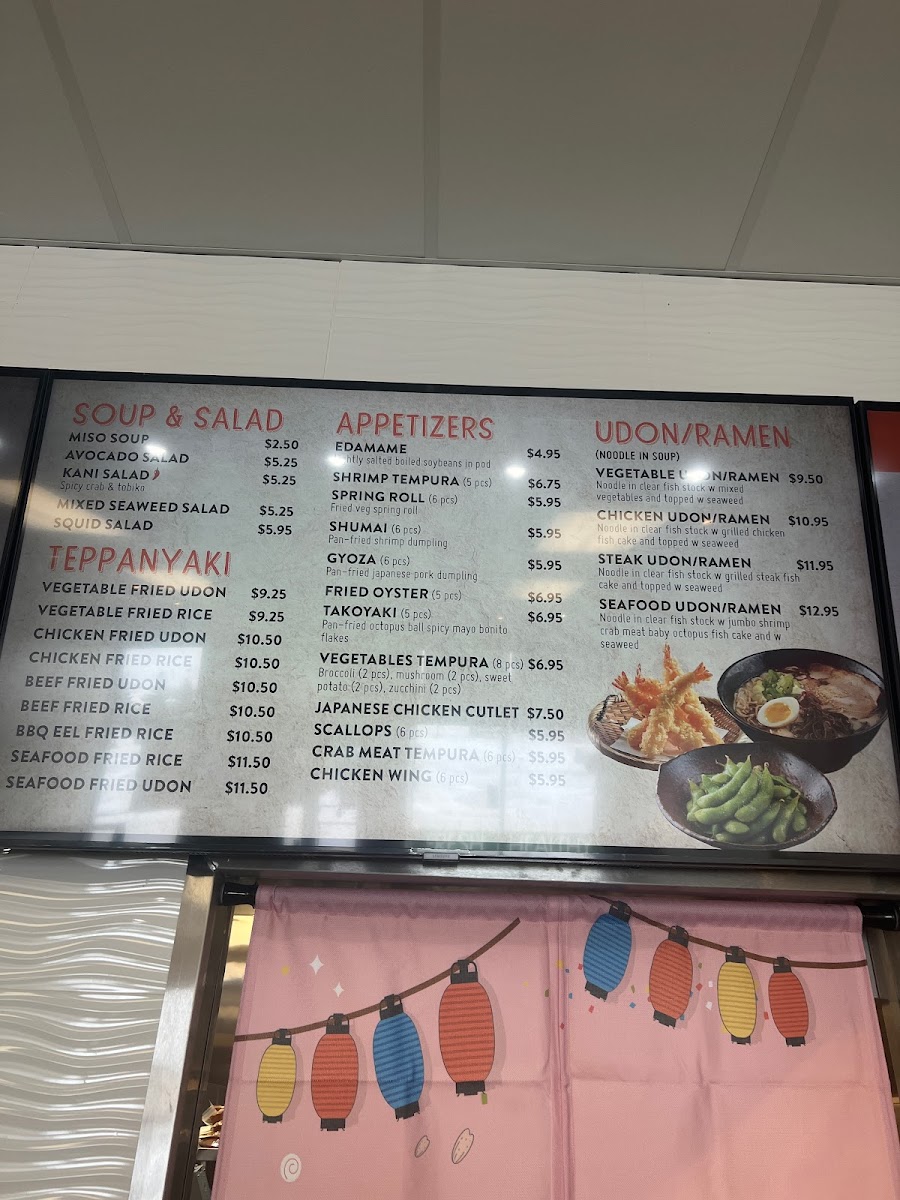 SOUP & SALAD
MISO SOUP $2.50
AVOCADO SALAD $5.25
KANI SALAD $5.25
Spicy crab & tobiko
MIXED SEAWEED SALAD $5.25
SQUID SALAD $5.95
TEPPANYAKI
VEGETABLE FRIED UDON $9.25
VEGETABLE FRIED RICE $9.25
CHICKEN FRIED UDON $10.50
CHICKEN FRIED RICE $10.50
BEEF FRIED UDON $10.50
BEEF FRIED RICE $10.50
BBQ EEL FRIED RICE $10.50
SEAFOOD FRIED RICE $11.50
SEAFOOD FRIED UDON $11.50
APPETIZERS
EDAMAME $4.95
salted boiled soybeans in pod
SHRIMP TEMPURA (5 pcs) $6.75
SPRING ROLL (6 pcs) $5.95
Fried veg spring roll
SHUMAI (6 pcs) $5.95
Pan-fried shrimp dumpling
GYOZA (6 pcs) $5.95
Pan-fried japanese pork dumpling
FRIED OYSTER (5 pcs) $6.95
TAKOYAKI (5 pcs) $6.95
Pan-fried octopus ball spicy mayo bonito
flakes
VEGETABLES TEMPURA (8 pcs) $6.95
Broccoli (2 pcs), mushroom (2 pcs), sweet
potato (2 pcs), zucchini (2 pcs)
JAPANESE CHICKEN CUTLET $7.50
SCALLOPS (6 pcs) $5.95
CRAB MEAT TEMPURA (6 pcs) $5.95
CHICKEN WING (6 pcs) $5.95
UDON/RAMEN
(NOODLE IN SOUP)
VEGETABLE UDON/RAMEN $9.50
Noodle in clear fish stock w mixed
vegetables and topped w seaweed
CHICKEN UDON/RAMEN $10.95
Noodle in clear fish stock w grilled chicken
fish cake and topped w seaweed
STEAK UDON/RAMEN $11.95
Noodle in clear fish stock w grilled steak fish
cake and topped w seaweed
SEAFOOD UDON/RAMEN $12.95
Noodle in clear fish stock w jumbo shrimp
crab meat baby octopus fish cake and w
seaweed